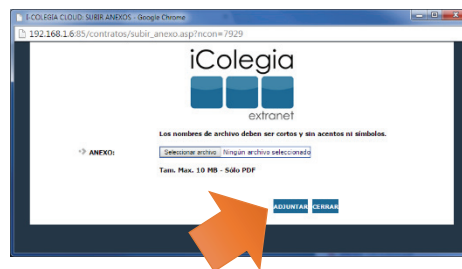 I-COLEGIA CLOUD: SUBIR ANEXOS - Google Chrome
192.168.1.6:85/contratos/subir_anexo.asp?ncon=7929
iColegia
extranet
Los nombres de archivo deben ser cortos y sin acentos ni símbolos.
ANEXO: Seleccionar archivo Ningún archivo seleccionado
Tam. Max. 10 MB - Sólo PDF
ADJUNTAR CERRAR